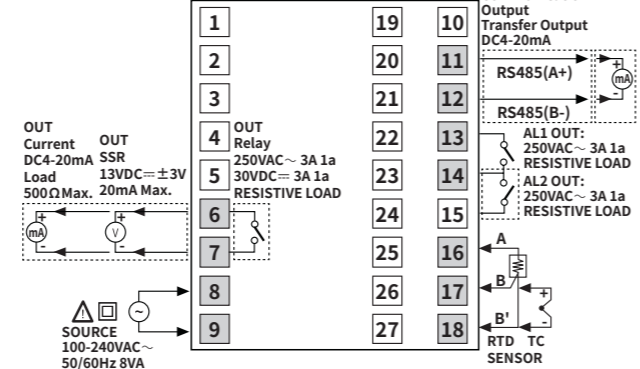 Output
Transfer Output
DC4-20mA
1
2
3
4
5
6
7
8
9
19
20
21
22
23
24
25
26
27
10
11
12
13
14
15
16
17
18
RS485(A+)
RS485(B-)
+
mA
-
AL1 OUT:
250VAC∼ 3A 1a
RESISTIVE LOAD
AL2 OUT:
250VAC∼ 3A 1a
RESISTIVE LOAD
OUT
Current
DC4-20mA
Load
500ΩMax.
OUT
SSR
13VDC⎓±3V
20mA Max.
OUT
Relay
250VAC∼ 3A 1a
30VDC⎓ 3A 1a
RESISTIVE LOAD
+
mA
-
+
V
-
A
B
B'
+
-
RTD TC
SENSOR
SOURCE
100-240VAC∼
50/60Hz 8VA